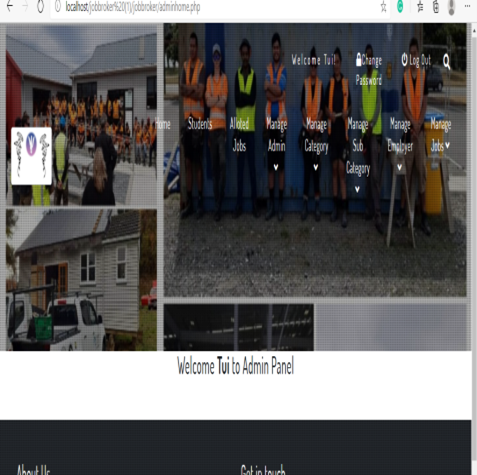 localhost/jobbroker%20(1)/jobbroker/adminhome.php
Welcome Tui!
Change Password
Log Out
Home
Students
Alloted Jobs
Manage Admin
Manage Category
Manage Sub Category
Manage Employer
Manage Jobs
Welcome Tui to Admin Panel
About Us
Get in touch